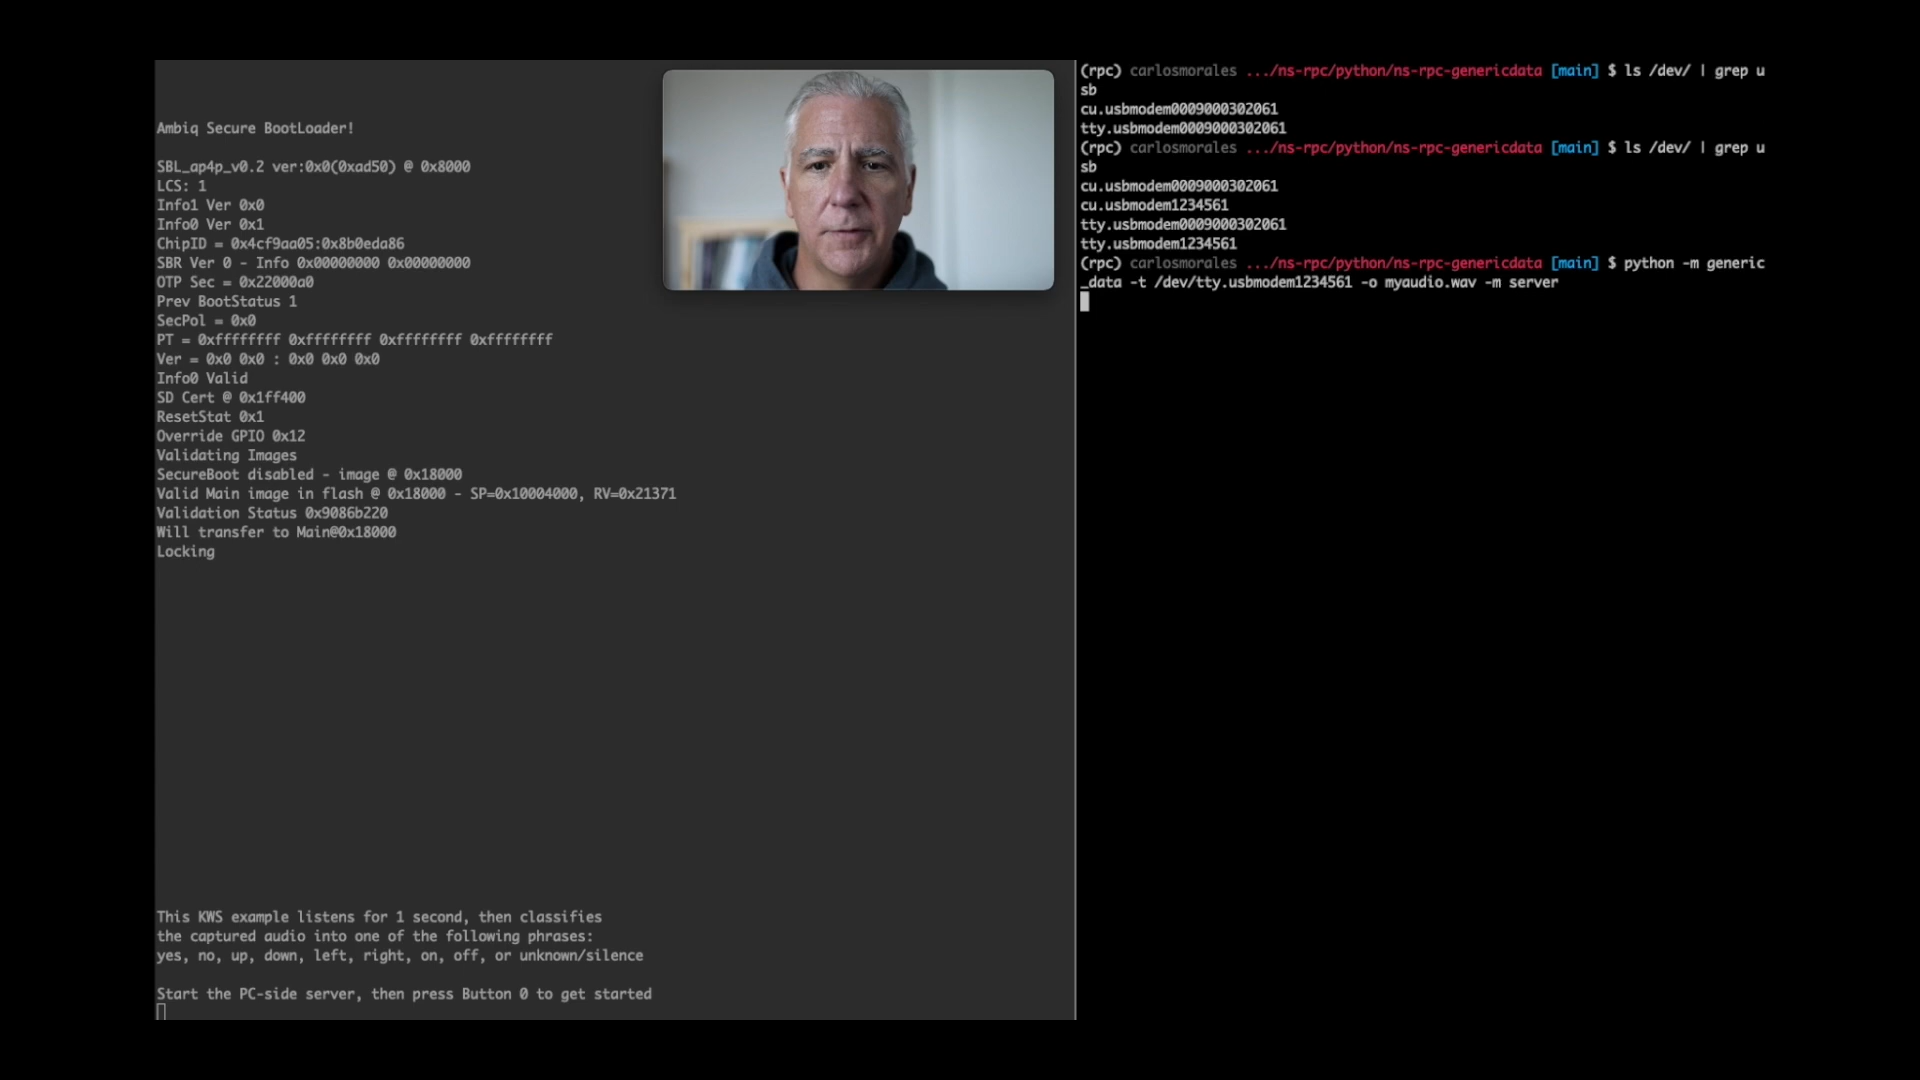 Ambiq Secure BootLoader!
SBL_ap4p_v0.2 ver:0x0(0xad50) @ 0x8000
LCS: 1
Info1 Ver 0x0
Info0 Ver 0x1
ChipID = 0x4cf9aa05:0x8b0eda86
SBR Ver 0 - Info 0x00000000 0x00000000
OTP Sec = 0x22000a0
Prev BootStatus 1
SecPol = 0x0
PT = 0xffffffff 0xffffffff 0xffffffff 0xffffffff
Ver = 0x0 0x0 : 0x0 0x0 0x0
Info0 Valid
SD Cert @ 0x1ff400
ResetStat 0x1
Override GPIO 0x12
Validating Images
SecureBoot disabled - image @ 0x18000
Valid Main image in flash @ 0x18000 - SP=0x10004000, RV=0x21371
Validation Status 0x9086b220
Will transfer to Main@0x18000
Locking
This KWS example listens for 1 second, then classifies
the captured audio into one of the following phrases:
yes, no, up, down, left, right, on, off, or unknown/silence
Start the PC-side server, then press Button 0 to get started
(rpc) carlosmorales .../ns-rpc/python/ns-rpc-genericdata [main] $ ls /dev/ | grep u
sb
cu.usbmodem0009000302061
tty.usbmodem0009000302061
(rpc) carlosmorales .../ns-rpc/python/ns-rpc-genericdata [main] $ ls /dev/ | grep u
sb
cu.usbmodem0009000302061
cu.usbmodem1234561
tty.usbmodem0009000302061
tty.usbmodem1234561
(rpc) carlosmorales .../ns-rpc/python/ns-rpc-genericdata [main] $ python -m generic
_data -t /dev/tty.usbmodem1234561 -o myaudio.wav -m server